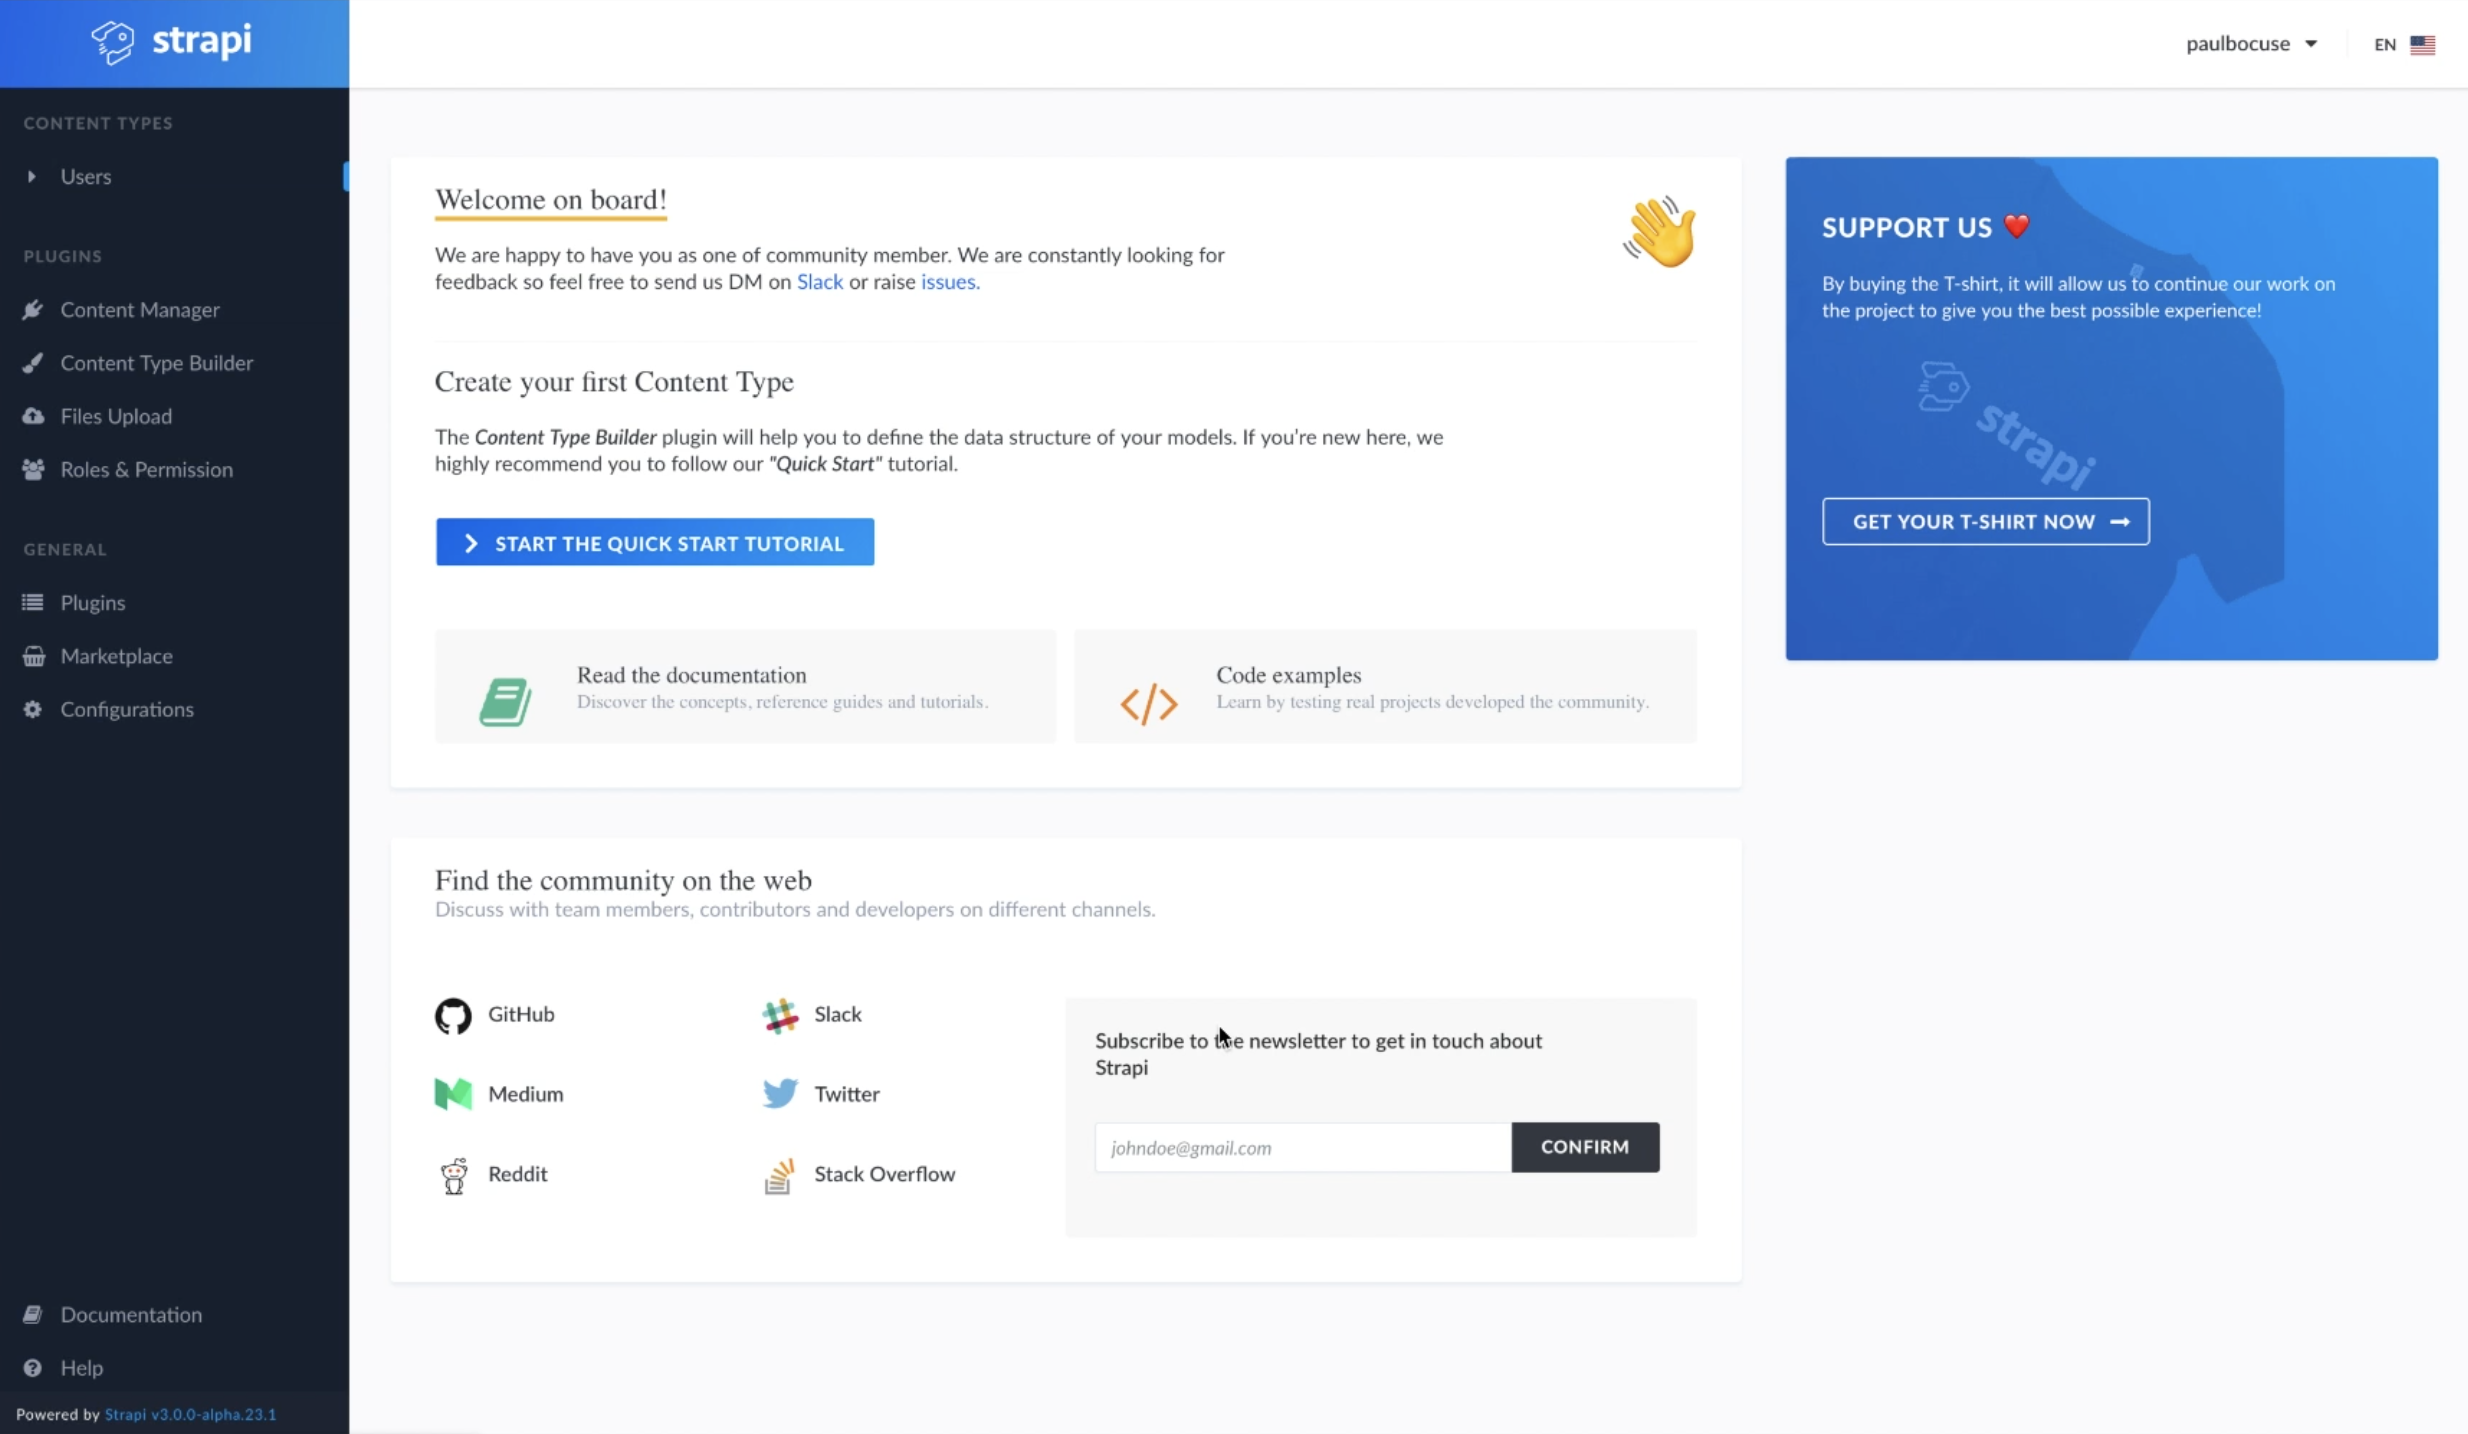 strapi
paulbocuse
EN
CONTENT TYPES
Users
PLUGINS
Content Manager
Content Type Builder
Files Upload
Roles & Permission
GENERAL
Plugins
Marketplace
Configurations
Documentation
Help
Powered by Strapi v3.0.0-alpha.23.1
Welcome on board!
We are happy to have you as one of community member. We are constantly looking for
feedback so feel free to send us DM on Slack or raise issues.
Create your first Content Type
The Content Type Builder plugin will help you to define the data structure of your models. If you're new here, we
highly recommend you to follow our "Quick Start" tutorial.
START THE QUICK START TUTORIAL
Read the documentation
Discover the concepts, reference guides and tutorials.
Code examples
Learn by testing real projects developed the community.
Find the community on the web
Discuss with team members, contributors and developers on different channels.
GitHub
Slack
Medium
Twitter
Reddit
Stack Overflow
Subscribe to the newsletter to get in touch about
Strapi
johndoe@gmail.com
CONFIRM
SUPPORT US
By buying the T-shirt, it will allow us to continue our work on
the project to give you the best possible experience!
strapi
GET YOUR T-SHIRT NOW